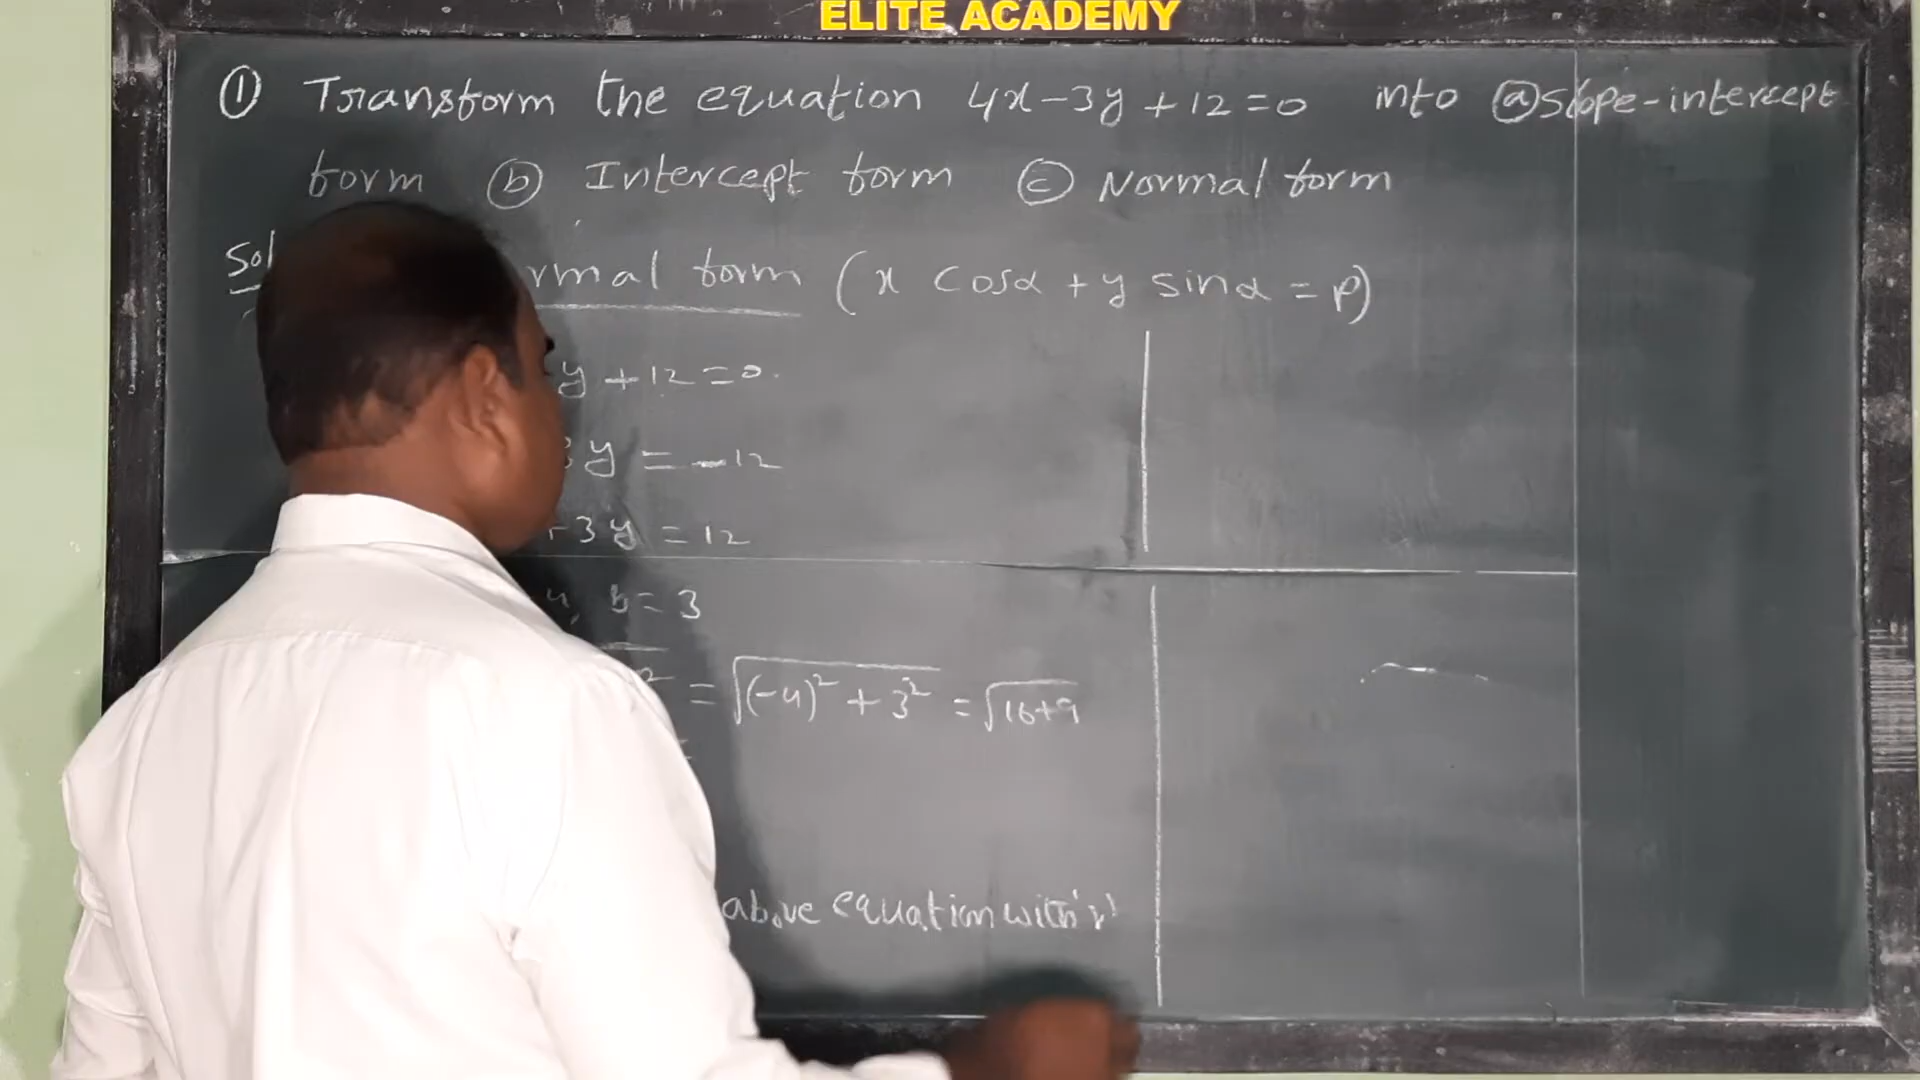 ELITE ACADEMY
① Transform the equation 4x-3y+12=0 into ⓐ slope-intercept
form ⓑ Intercept form ⓒ Normal form
Sol
rmal form (x cosα + y sinα = p)
y + 12 = 0.
3y = -12
+3y = 12
b = 3
= √(-4)² + 3² = √16+9
above equation with 'r'